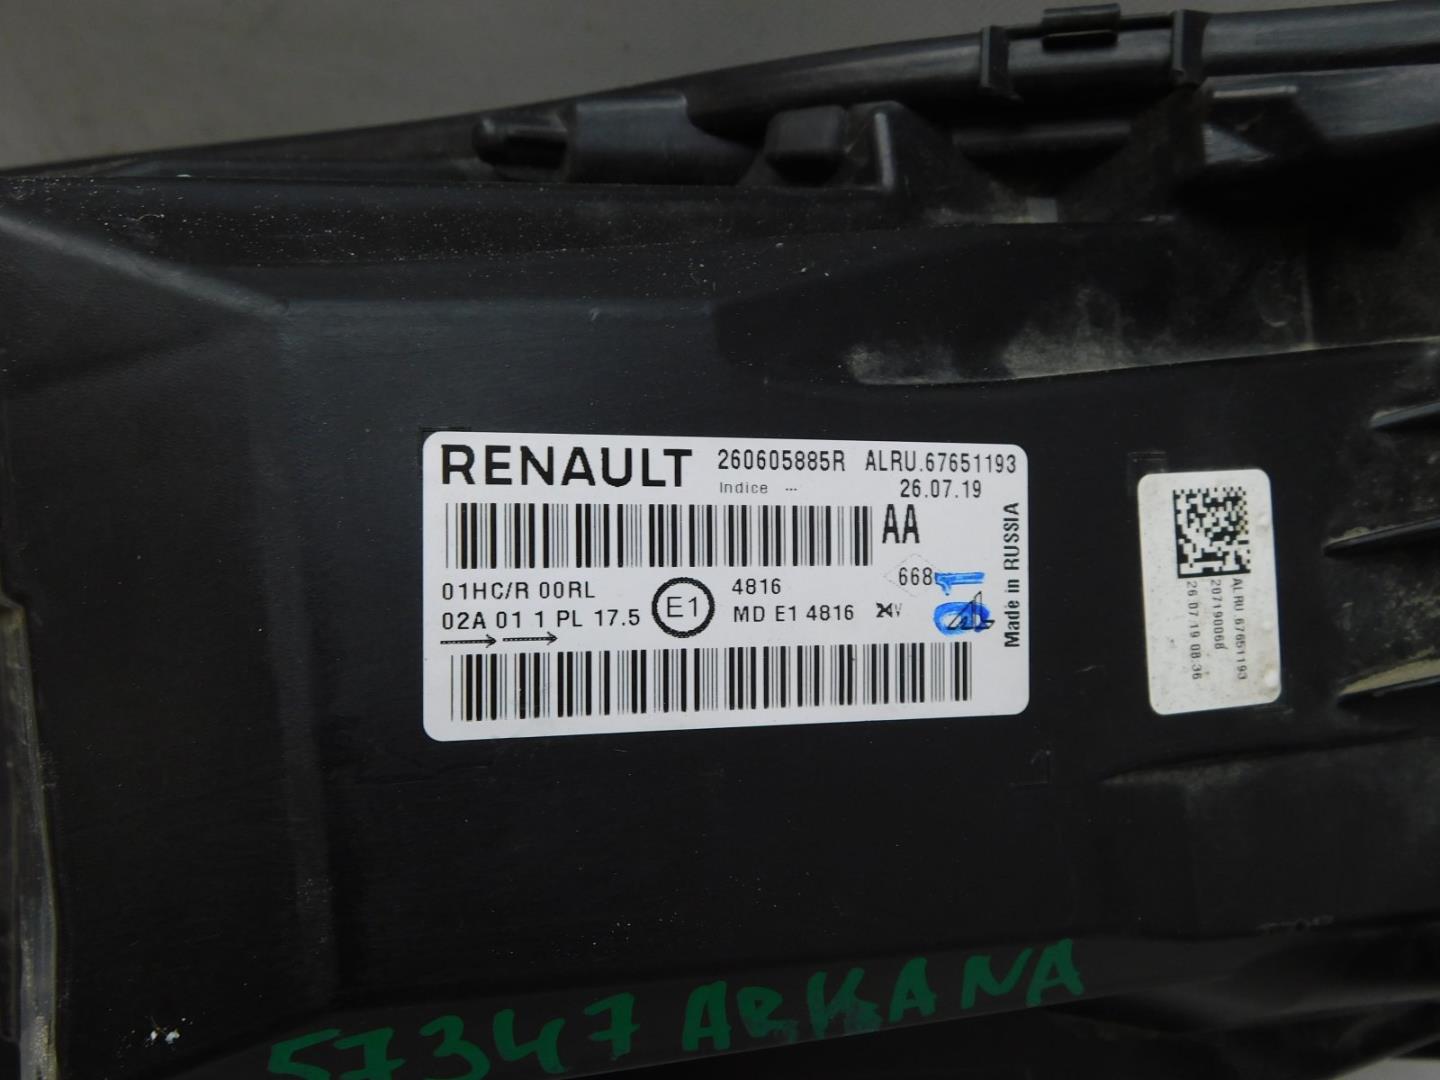 RENAULT 260605885R ALRU.67651193
Indice --- 26.07.19
AA
01HC/R 00RL 4816 668
02A 01 1 PL 17.5 E1 MD E1 4816
Made in RUSSIA
ALRU.67651193
2071900068
26.07.19 08:36
57347 ARKANA